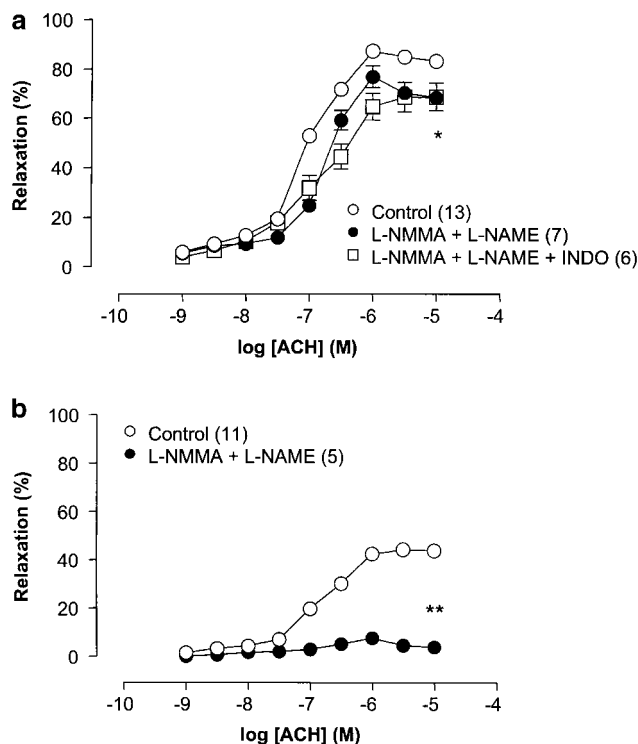 a
100
80
60
40
20
0
Relaxation (%)
*
Control (13)
L-NMMA + L-NAME (7)
L-NMMA + L-NAME + INDO (6)
-10 -9 -8 -7 -6 -5 -4
log [ACH] (M)
b
100
80
60
40
20
0
Relaxation (%)
Control (11)
L-NMMA + L-NAME (5)
**
-10 -9 -8 -7 -6 -5 -4
log [ACH] (M)